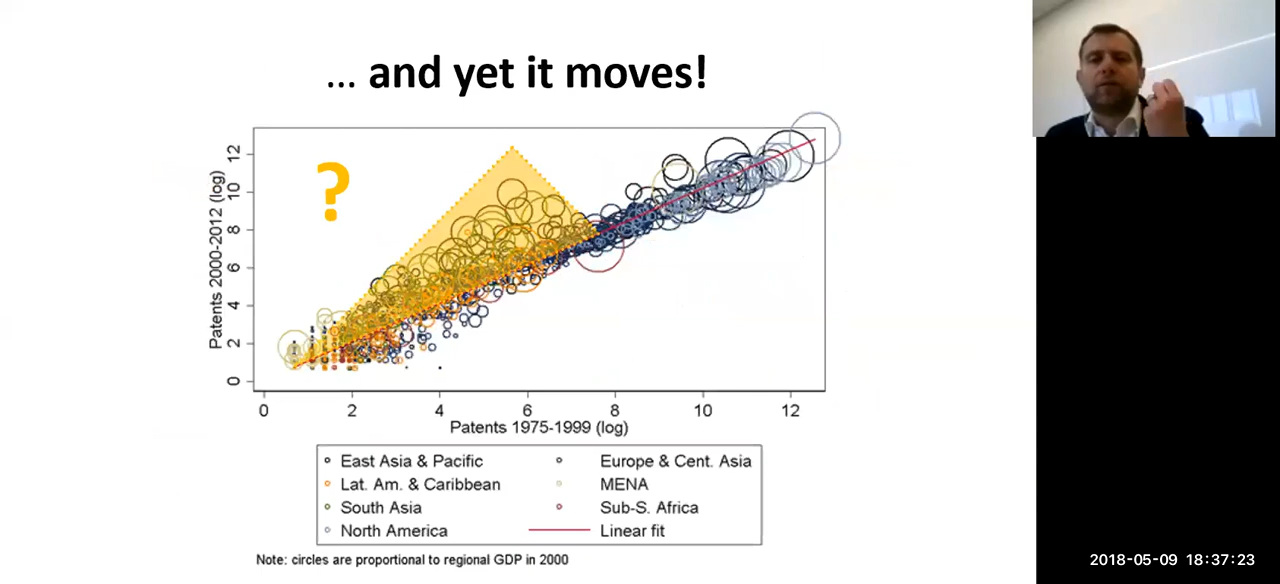 ... and yet it moves!
?
Patents 2000-2012 (log)
12
10
8
6
4
2
0
0 2 4 6 8 10 12
Patents 1975-1999 (log)
East Asia & Pacific Europe & Cent. Asia
Lat. Am. & Caribbean MENA
South Asia Sub-S. Africa
North America Linear fit
Note: circles are proportional to regional GDP in 2000
2018-05-09 18:37:23